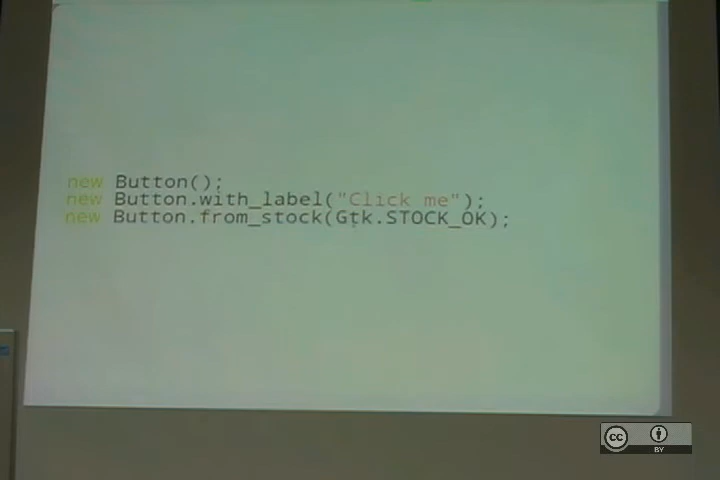 new Button();
new Button.with_label("Click me");
new Button.from_stock(Gtk.STOCK_OK);
cc
BY